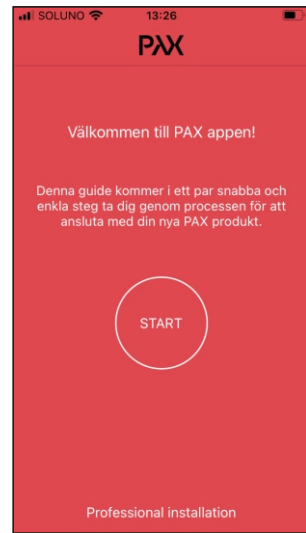 SOLUNO 13:26
PAX
Välkommen till PAX appen!
Denna guide kommer i ett par snabba och
enkla steg ta dig genom processen för att
ansluta med din nya PAX produkt.
START
Professional installation